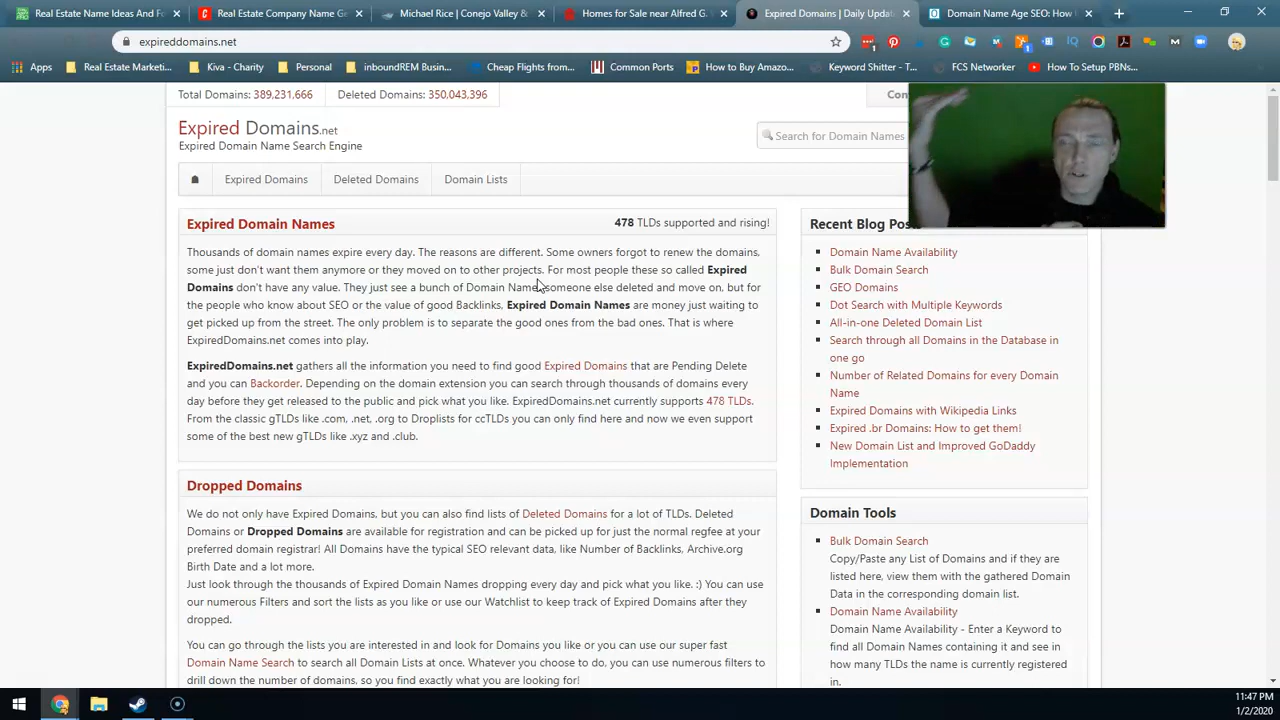 Real Estate Name Ideas And Fo
Real Estate Company Name Ge
Michael Rice | Conejo Valley &
Homes for Sale near Alfred G.
Expired Domains | Daily Updat
Domain Name Age SEO: How
expireddomains.net
Apps
Real Estate Marketi...
Kiva - Charity
Personal
inboundREM Busin...
Cheap Flights from...
Common Ports
How to Buy Amazo...
Keyword Shitter - T...
FCS Networker
How To Setup PBNs...
Total Domains: 389,231,666
Deleted Domains: 350,043,396
Expired Domains.net
Expired Domain Name Search Engine
Search for Domain Names
Expired Domains
Deleted Domains
Domain Lists
Expired Domain Names
478 TLDs supported and rising!
Thousands of domain names expire every day. The reasons are different. Some owners forgot to renew the domains,
some just don't want them anymore or they moved on to other projects. For most people these so called Expired
Domains don't have any value. They just see a bunch of Domain Names someone else deleted and move on, but for
the people who know about SEO or the value of good Backlinks, Expired Domain Names are money just waiting to
get picked up from the street. The only problem is to separate the good ones from the bad ones. That is where
ExpiredDomains.net comes into play.
ExpiredDomains.net gathers all the information you need to find good Expired Domains that are Pending Delete
and you can Backorder. Depending on the domain extension you can search through thousands of domains every
day before they get released to the public and pick what you like. ExpiredDomains.net currently supports 478 TLDs.
From the classic gTLDs like .com, .net, .org to Droplists for ccTLDs you can only find here and now we even support
some of the best new gTLDs like .xyz and .club.
Dropped Domains
We do not only have Expired Domains, but you can also find lists of Deleted Domains for a lot of TLDs. Deleted
Domains or Dropped Domains are available for registration and can be picked up for just the normal regfee at your
preferred domain registrar! All Domains have the typical SEO relevant data, like Number of Backlinks, Archive.org
Birth Date and a lot more.
Just look through the thousands of Expired Domain Names dropping every day and pick what you like. :) You can use
our numerous Filters and sort the lists as you like or use our Watchlist to keep track of Expired Domains after they
dropped.
You can go through the lists you are interested in and look for Domains you like or you can use our super fast
Domain Name Search to search all Domain Lists at once. Whatever you choose to do, you can use numerous filters to
drill down the number of domains, so you find exactly what you are looking for!
Recent Blog Posts
Domain Name Availability
Bulk Domain Search
GEO Domains
Dot Search with Multiple Keywords
All-in-one Deleted Domain List
Search through all Domains in the Database in
one go
Number of Related Domains for every Domain
Name
Expired Domains with Wikipedia Links
Expired .br Domains: How to get them!
New Domain List and Improved GoDaddy
Implementation
Domain Tools
Bulk Domain Search
Copy/Paste any List of Domains and if they are
listed here, view them with the gathered Domain
Data in the corresponding domain list.
Domain Name Availability
Domain Name Availability - Enter a Keyword to
find all Domain Names containing it and see in
how many TLDs the name is currently registered
in.
11:47 PM
1/2/2020